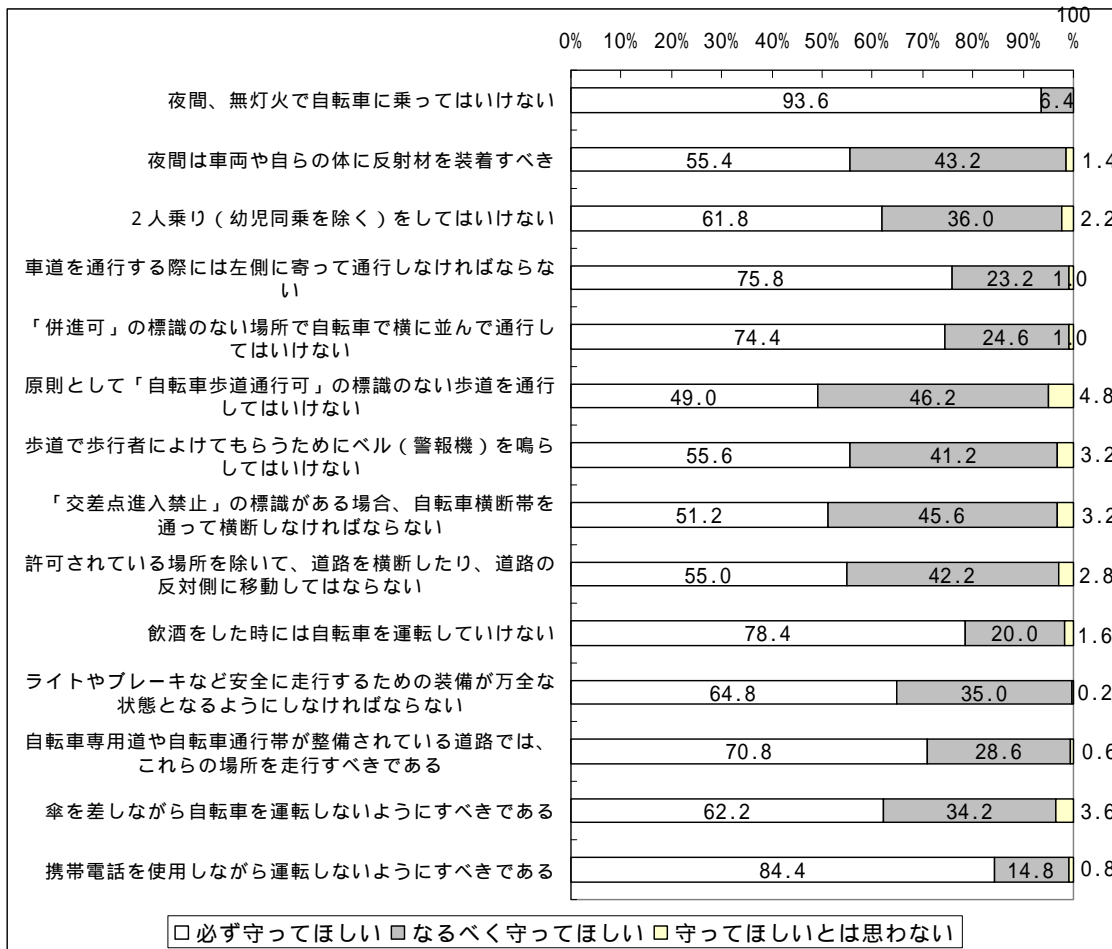 100
0% 10% 20% 30% 40% 50% 60% 70% 80% 90% %
夜間、無灯火で自転車に乗ってはいけない
93.6 6.4
夜間は車両や自らの体に反射材を装着すべき
55.4 43.2 1.4
2人乗り(幼児同乗を除く)をしてはいけない
61.8 36.0 2.2
車道を通行する際には左側に寄って通行しなければならな
い
75.8 23.2 1.0
「併進可」の標識のない場所で自転車で横に並んで通行し
てはいけない
74.4 24.6 1.0
原則として「自転車歩道通行可」の標識のない歩道を通行
してはいけない
49.0 46.2 4.8
歩道で歩行者によけてもらうためにベル(警報機)を鳴ら
してはいけない
55.6 41.2 3.2
「交差点進入禁止」の標識がある場合、自転車横断帯を
通って横断しなければならない
51.2 45.6 3.2
許可されている場所を除いて、道路を横断したり、道路の
反対側に移動してはならない
55.0 42.2 2.8
飲酒をした時には自転車を運転していけない
78.4 20.0 1.6
ライトやブレーキなど安全に走行するための装備が万全な
状態となるようにしなければならない
64.8 35.0 0.2
自転車専用道や自転車通行帯が整備されている道路では、
これらの場所を走行すべきである
70.8 28.6 0.6
傘を差しながら自転車を運転しないようにすべきである
62.2 34.2 3.6
携帯電話を使用しながら運転しないようにすべきである
84.4 14.8 0.8
必ず守ってほしい なるべく守ってほしい 守ってほしいとは思わない